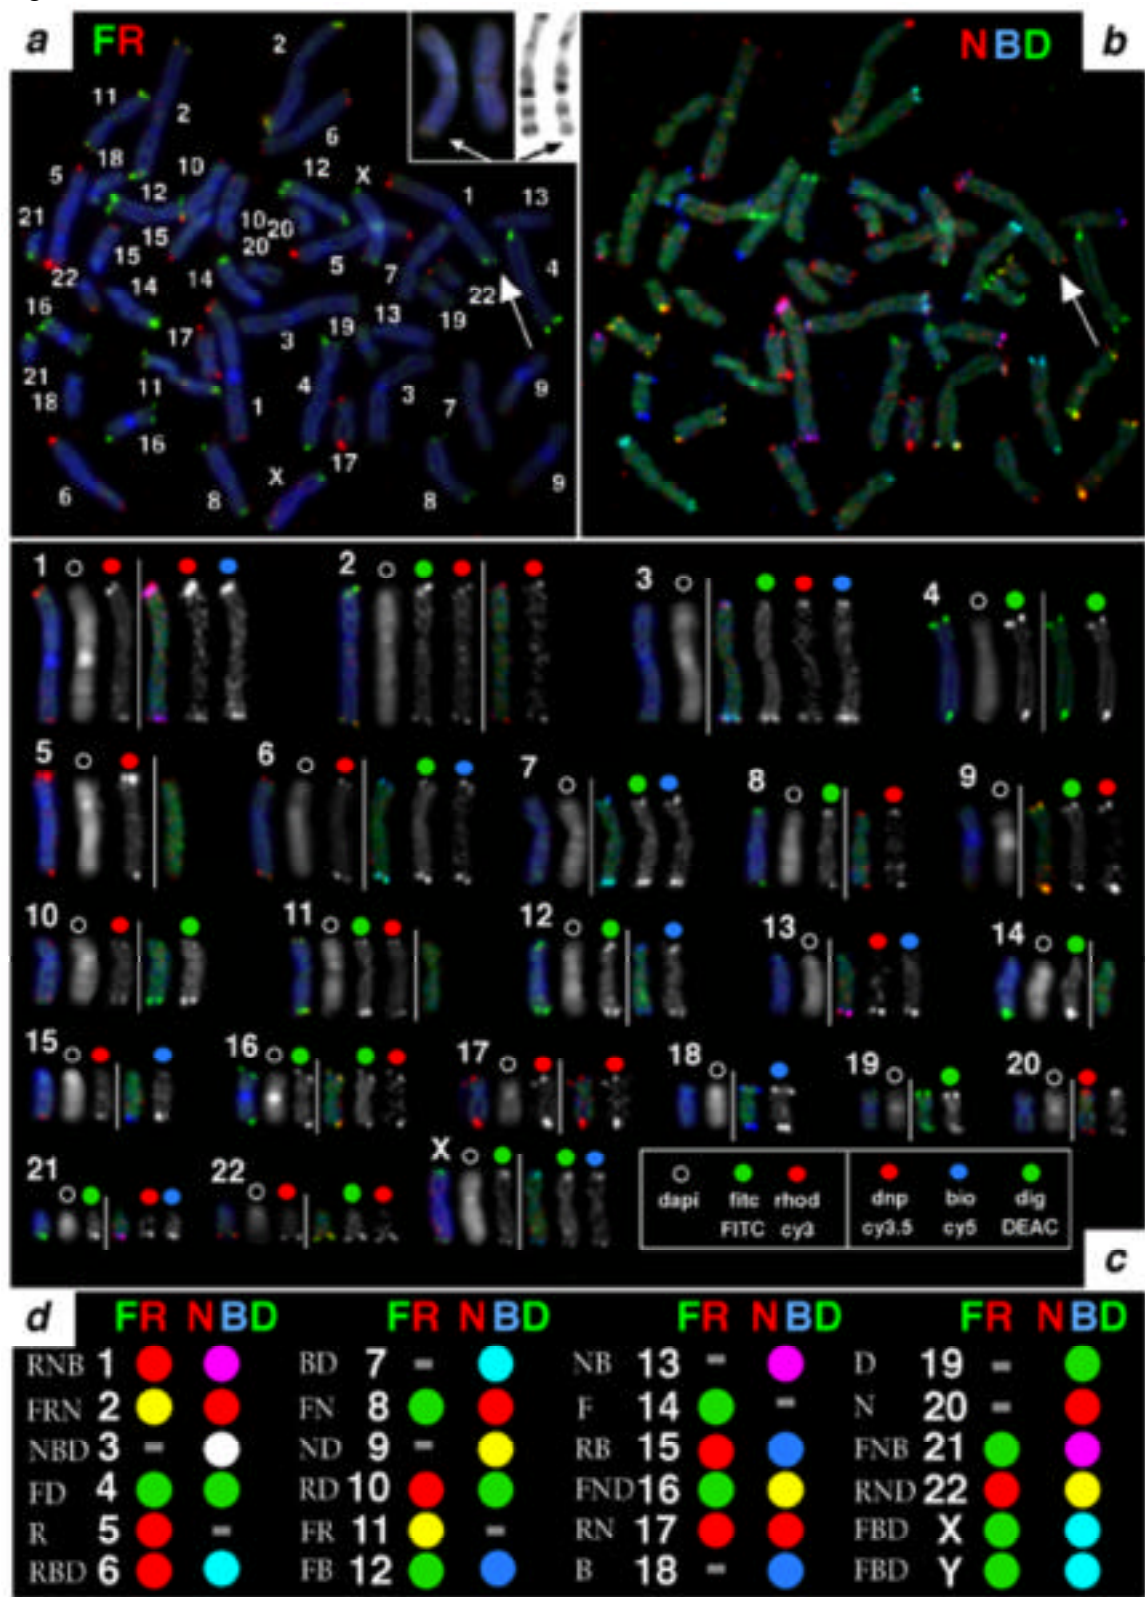 a FR NBD b
2
11
2
6
18
10
12
X
5
12
1
13
21
15
10
20
20
15
5
7
4
22
14
14
22
16
17
3
19
13
19
21
11
4
3
9
18
1
7
16
17
6
8
X
8
9
1 2 3 4
5 6 7 8 9
10 11 12 13 14
15 16 17 18 19 20
21 22 X
dapi fitc rhod dnp bio dig
FITC cy3 cy3.5 cy5 DEAC
c
d FR NBD FR NBD FR NBD FR NBD
RNB 1 BD 7 - NB 13 - D 19 -
FRN 2 FN 8 F 14 - N 20 -
NBD 3 - ND 9 - RB 15 FNB 21
FD 4 RD 10 FND 16 RND 22
R 5 - FR 11 - RN 17 FBD X
RBD 6 FB 12 B 18 - FBD Y